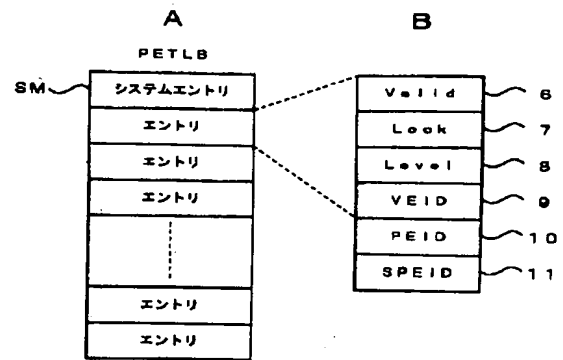 A
PETLB
SM
システムエントリ
エントリ
エントリ
エントリ
エントリ
エントリ
B
Valid 6
Lock 7
Level 8
VEID 9
PEID 10
SPEID 11